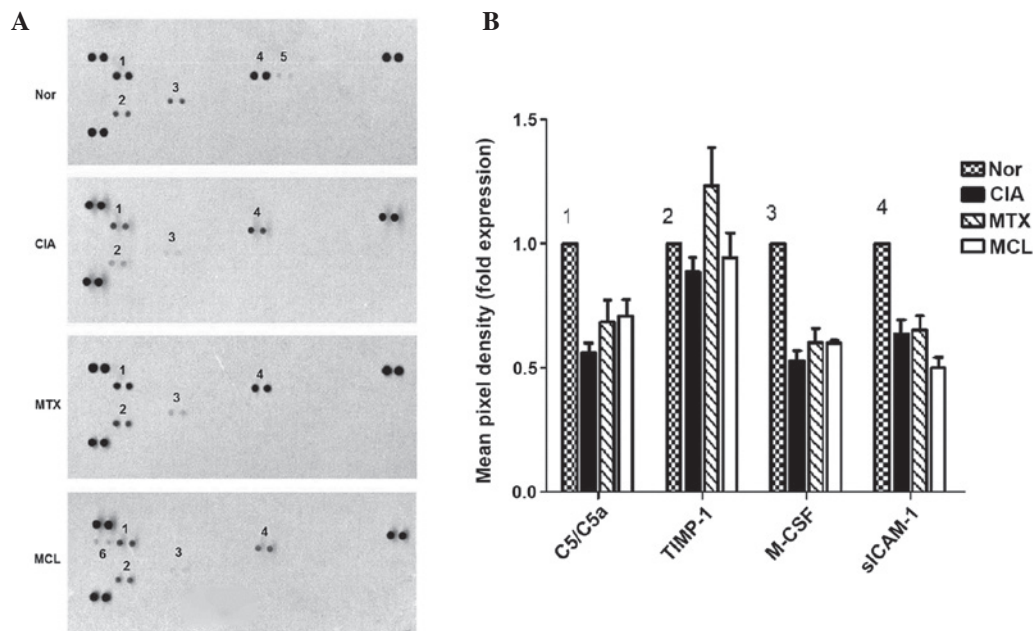 A
Nor
1
2
3
4
5
CIA
1
2
3
4
MTX
1
2
3
4
MCL
1
6
2
3
4
B
Mean pixel density (fold expression)
1.5
1.0
0.5
0.0
1
2
3
4
C5/C5a
TIMP-1
M-CSF
sICAM-1
Nor
CIA
MTX
MCL